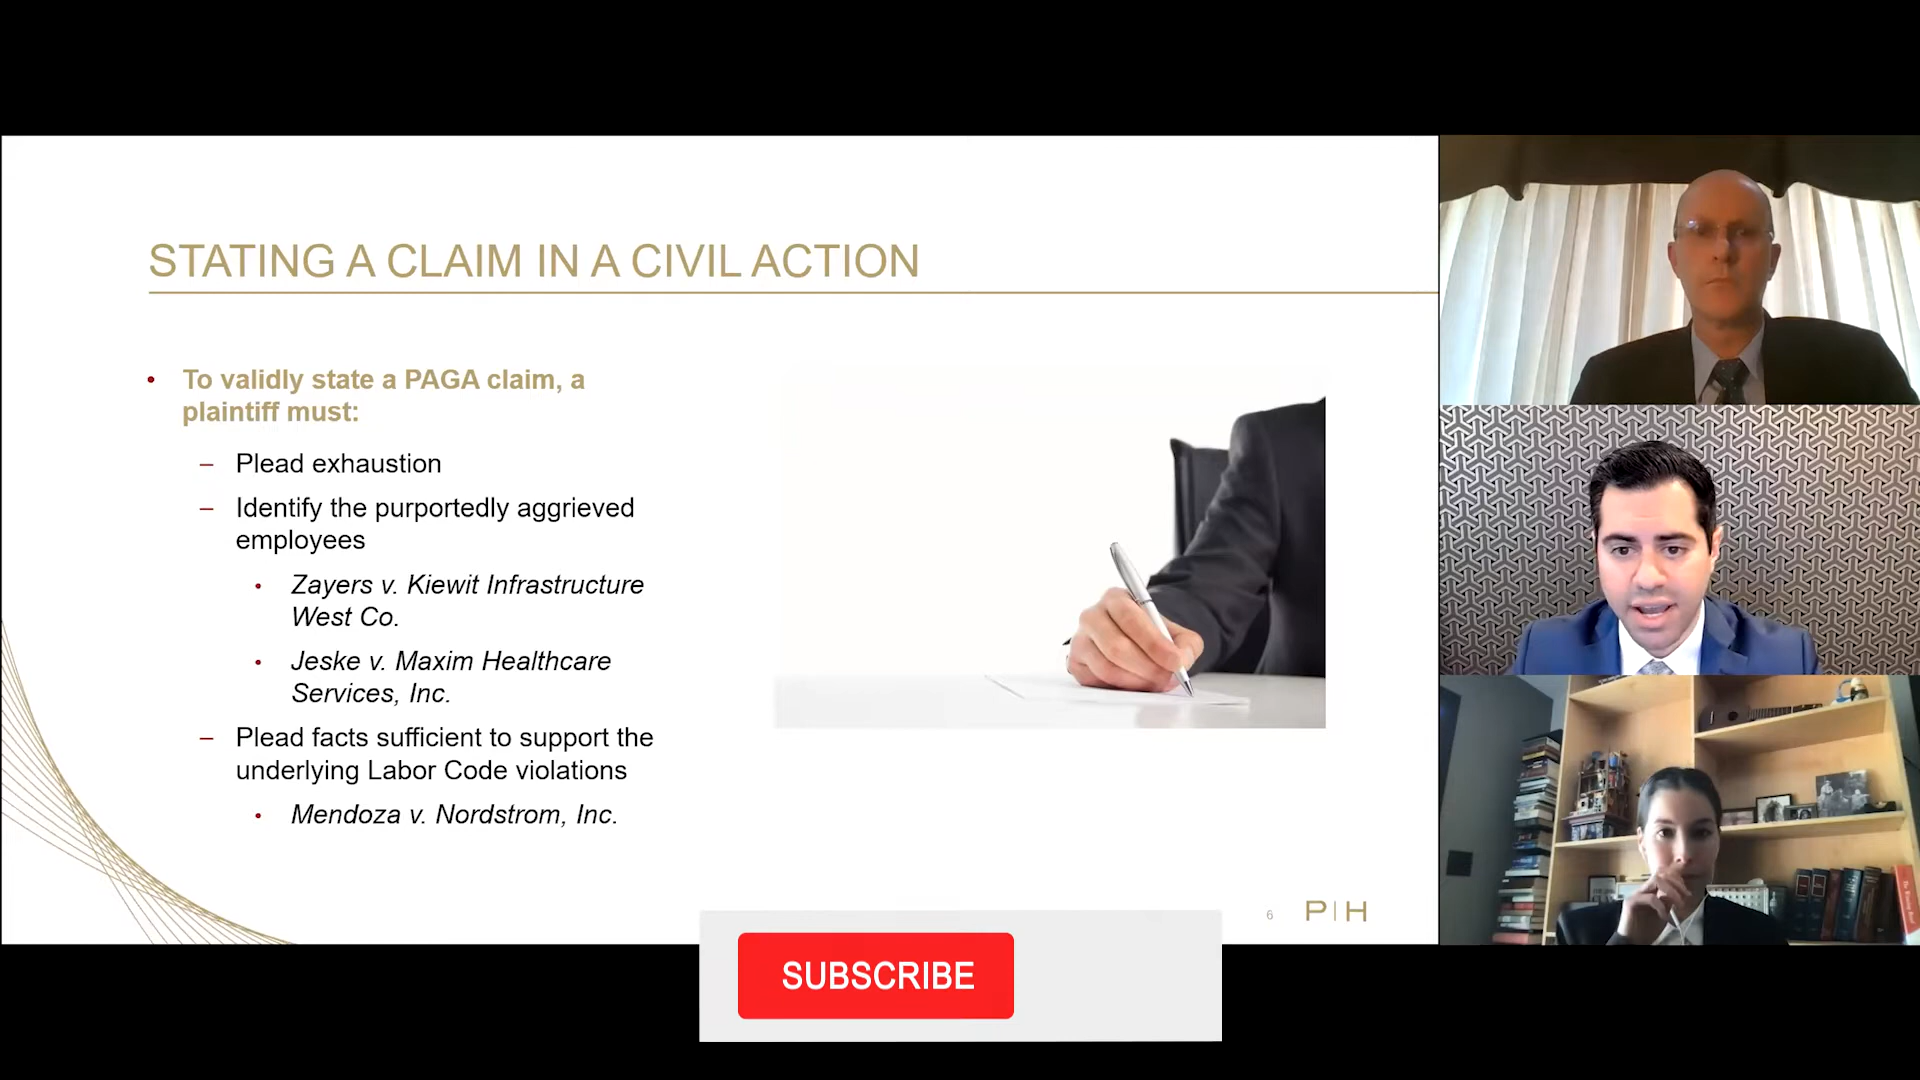 STATING A CLAIM IN A CIVIL ACTION
• To validly state a PAGA claim, a
plaintiff must:
– Plead exhaustion
– Identify the purportedly aggrieved
employees
• Zayers v. Kiewit Infrastructure
West Co.
• Jeske v. Maxim Healthcare
Services, Inc.
– Plead facts sufficient to support the
underlying Labor Code violations
• Mendoza v. Nordstrom, Inc.
6
P|H
SUBSCRIBE